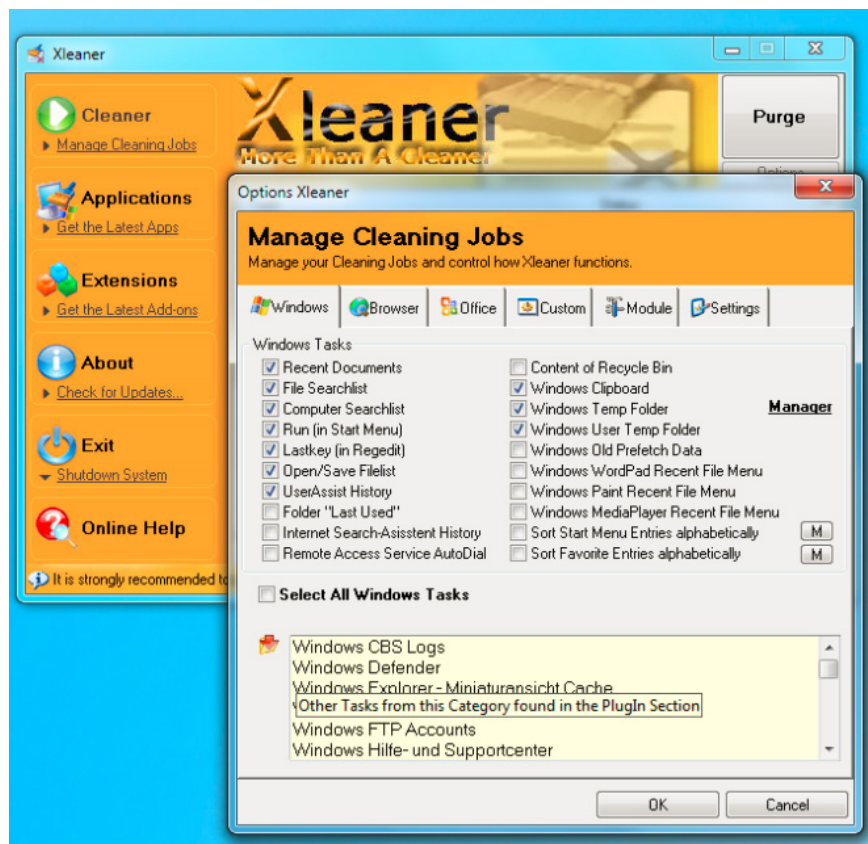 Xleaner
Cleaner
Manage Cleaning Jobs
Applications
Get the Latest Apps
Extensions
Get the Latest Add-ons
About
Check for Updates...
Exit
Shutdown System
Online Help
It is strongly recommended to
Xleaner
More Than A Cleaner
Purge
Options Xleaner
Manage Cleaning Jobs
Manage your Cleaning Jobs and control how Xleaner functions.
Windows
Browser
Office
Custom
Module
Settings
Windows Tasks
Recent Documents
File Searchlist
Computer Searchlist
Run (in Start Menu)
Lastkey (in Regedit)
Open/Save Filelist
UserAssist History
Folder "Last Used"
Internet Search-Asisstent History
Remote Access Service AutoDial
Content of Recycle Bin
Windows Clipboard
Windows Temp Folder
Manager
Windows User Temp Folder
Windows Old Prefetch Data
Windows WordPad Recent File Menu
Windows Paint Recent File Menu
Windows MediaPlayer Recent File Menu
Sort Start Menu Entries alphabetically
M
Sort Favorite Entries alphabetically
M
Select All Windows Tasks
Windows CBS Logs
Windows Defender
Windows Explorer - Miniaturansicht Cache
Other Tasks from this Category found in the PlugIn Section
Windows FTP Accounts
Windows Hilfe- und Supportcenter
OK
Cancel